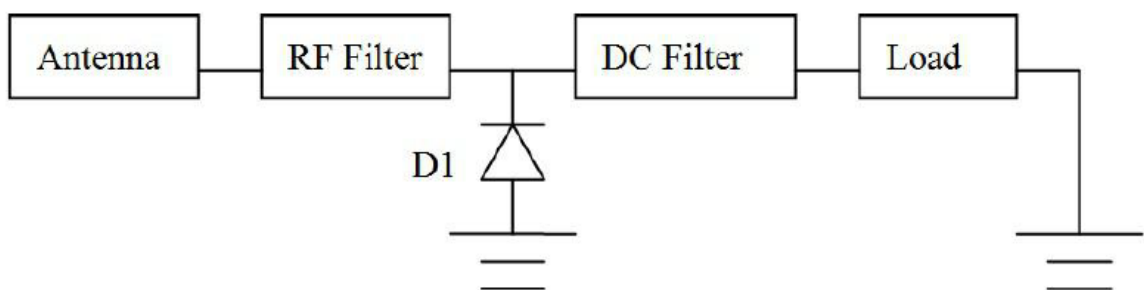 Antenna
RF Filter
DC Filter
Load
D1